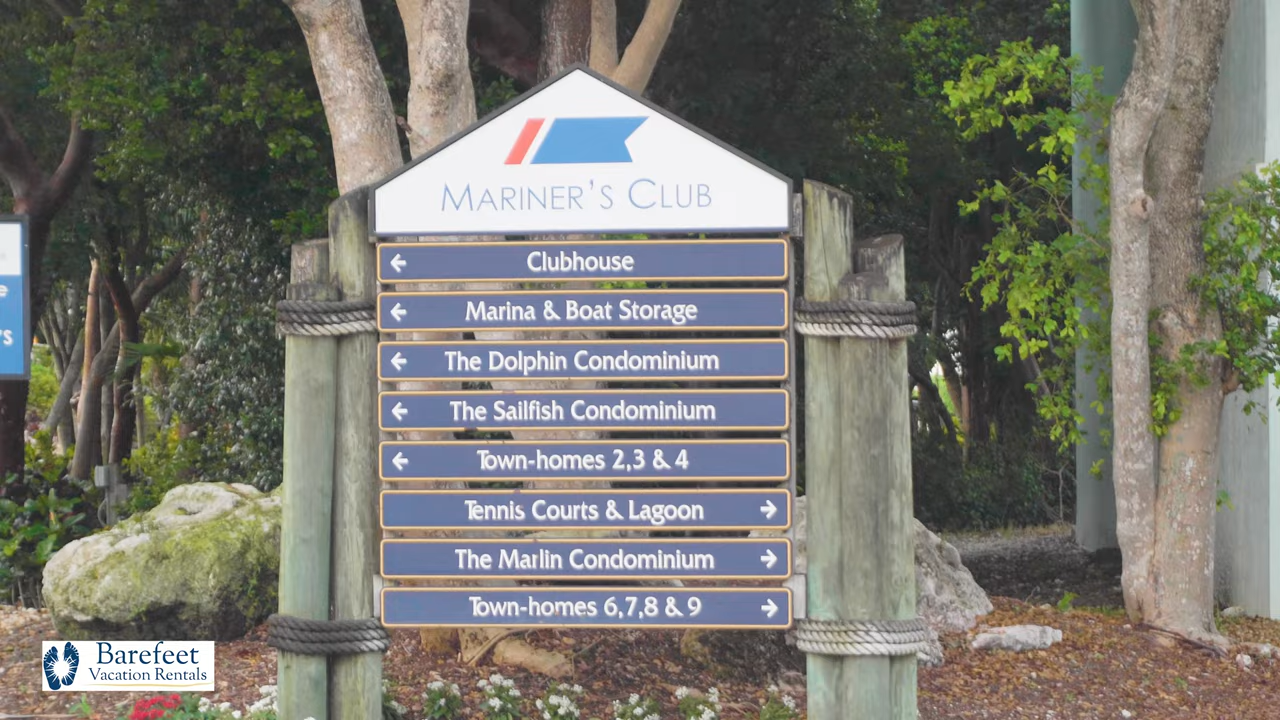 MARINER'S CLUB
Clubhouse
Marina & Boat Storage
The Dolphin Condominium
The Sailfish Condominium
Town-homes 2,3 & 4
Tennis Courts & Lagoon
The Marlin Condominium
Town-homes 6,7,8 & 9
Barefeet
Vacation Rentals